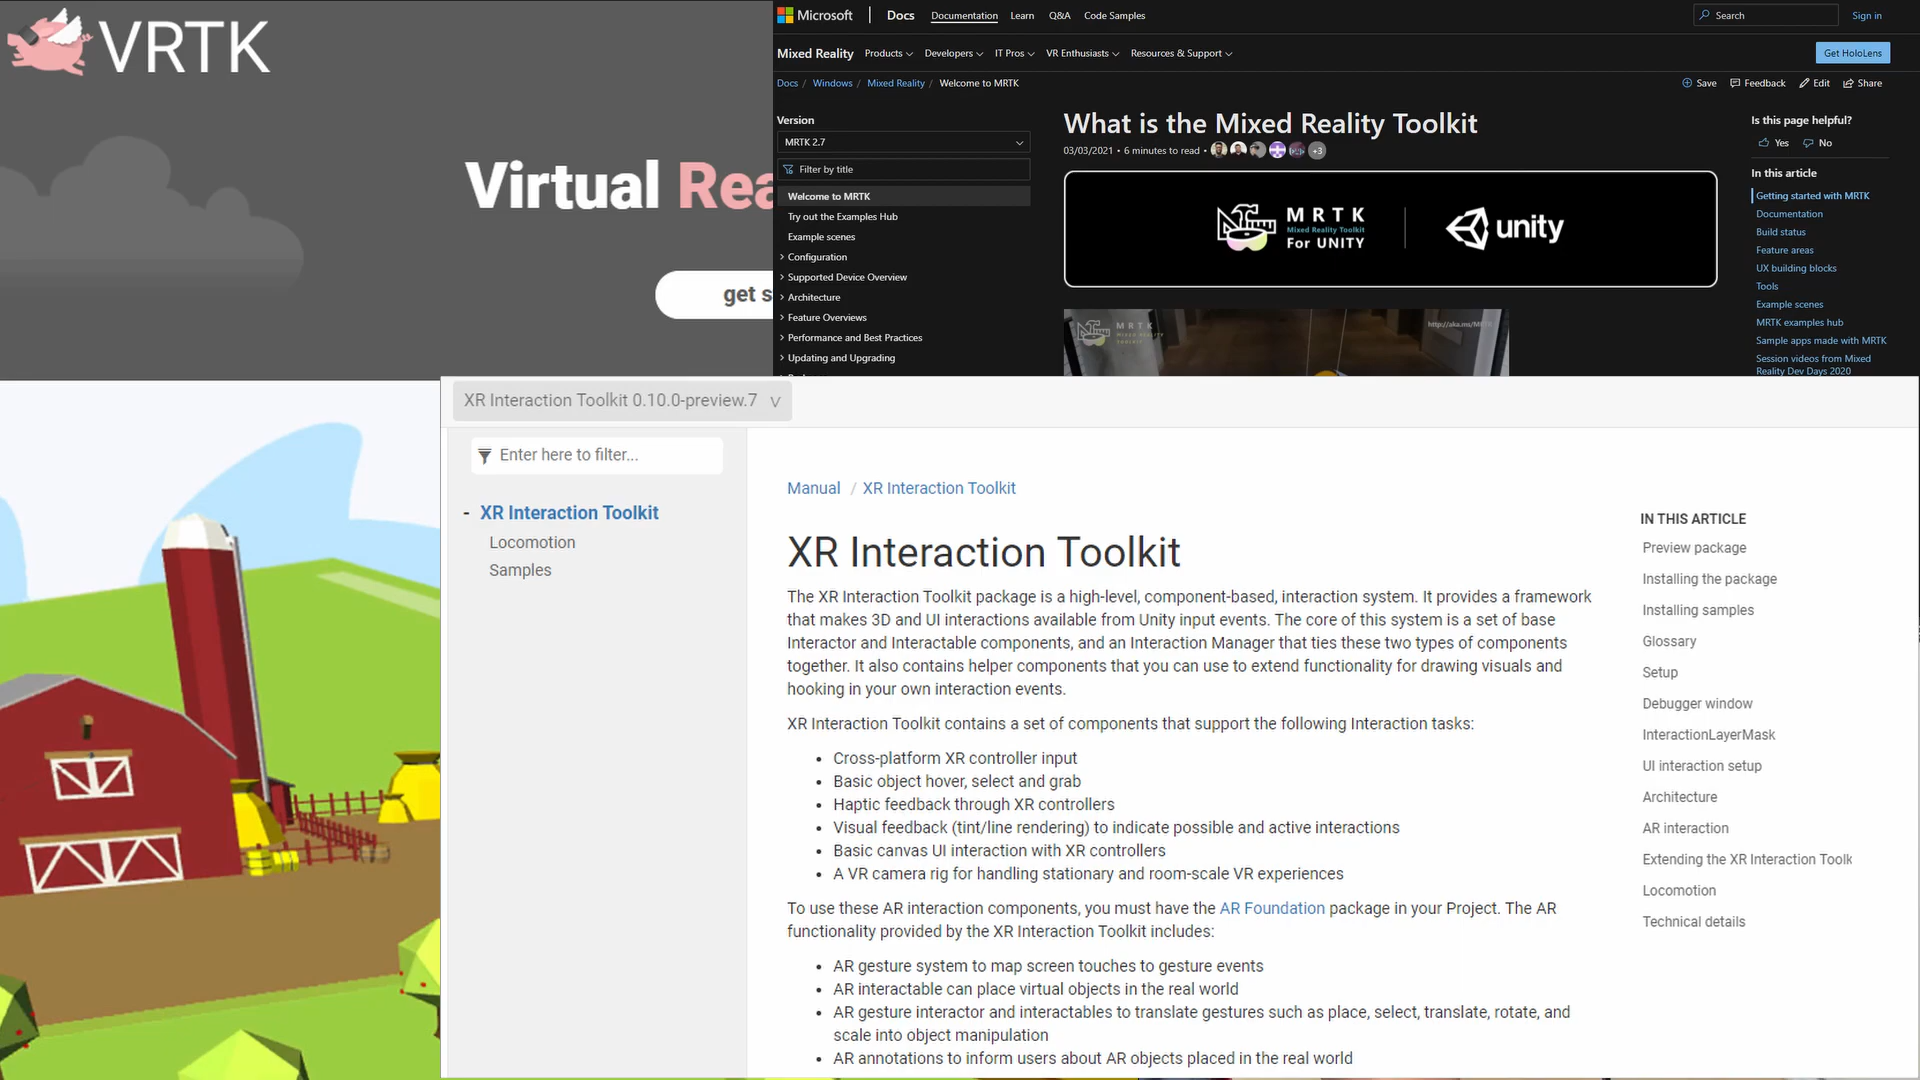 VRTK
Virtual Rea
get s
Microsoft
Docs
Documentation
Learn
Q&A
Code Samples
Search
Sign in
Mixed Reality
Products
Developers
IT Pros
VR Enthusiasts
Resources & Support
Get HoloLens
Docs / Windows / Mixed Reality / Welcome to MRTK
Save
Feedback
Edit
Share
Version
MRTK 2.7
Filter by title
Welcome to MRTK
Try out the Examples Hub
Example scenes
Configuration
Supported Device Overview
Architecture
Feature Overviews
Performance and Best Practices
Updating and Upgrading
What is the Mixed Reality Toolkit
03/03/2021 • 6 minutes to read •
+3
MRTK
Mixed Reality Toolkit
For UNITY
unity
MRTK
MIXED REALITY
TOOLKIT
http://aka.ms/MRTK
Is this page helpful?
Yes
No
In this article
Getting started with MRTK
Documentation
Build status
Feature areas
UX building blocks
Tools
Example scenes
MRTK examples hub
Sample apps made with MRTK
Session videos from Mixed
Reality Dev Days 2020
XR Interaction Toolkit 0.10.0-preview.7
Enter here to filter...
- XR Interaction Toolkit
Locomotion
Samples
Manual / XR Interaction Toolkit
XR Interaction Toolkit
The XR Interaction Toolkit package is a high-level, component-based, interaction system. It provides a framework
that makes 3D and UI interactions available from Unity input events. The core of this system is a set of base
Interactor and Interactable components, and an Interaction Manager that ties these two types of components
together. It also contains helper components that you can use to extend functionality for drawing visuals and
hooking in your own interaction events.
XR Interaction Toolkit contains a set of components that support the following Interaction tasks:
• Cross-platform XR controller input
• Basic object hover, select and grab
• Haptic feedback through XR controllers
• Visual feedback (tint/line rendering) to indicate possible and active interactions
• Basic canvas UI interaction with XR controllers
• A VR camera rig for handling stationary and room-scale VR experiences
To use these AR interaction components, you must have the AR Foundation package in your Project. The AR
functionality provided by the XR Interaction Toolkit includes:
• AR gesture system to map screen touches to gesture events
• AR interactable can place virtual objects in the real world
• AR gesture interactor and interactables to translate gestures such as place, select, translate, rotate, and
scale into object manipulation
• AR annotations to inform users about AR objects placed in the real world
IN THIS ARTICLE
Preview package
Installing the package
Installing samples
Glossary
Setup
Debugger window
InteractionLayerMask
UI interaction setup
Architecture
AR interaction
Extending the XR Interaction Toolk
Locomotion
Technical details